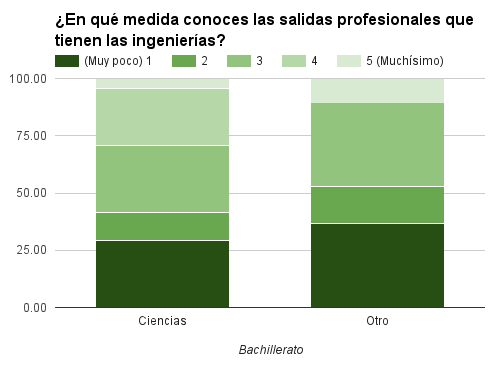 ¿En qué medida conoces las salidas profesionales que
tienen las ingenierías?
(Muy poco) 1 2 3 4 5 (Muchísimo)
100.00
75.00
50.00
25.00
0.00
Ciencias Otro
Bachillerato